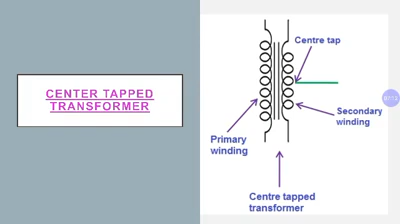 CENTER TAPPED
TRANSFORMER
Centre tap
Secondary
winding
Primary
winding
Centre tapped
transformer